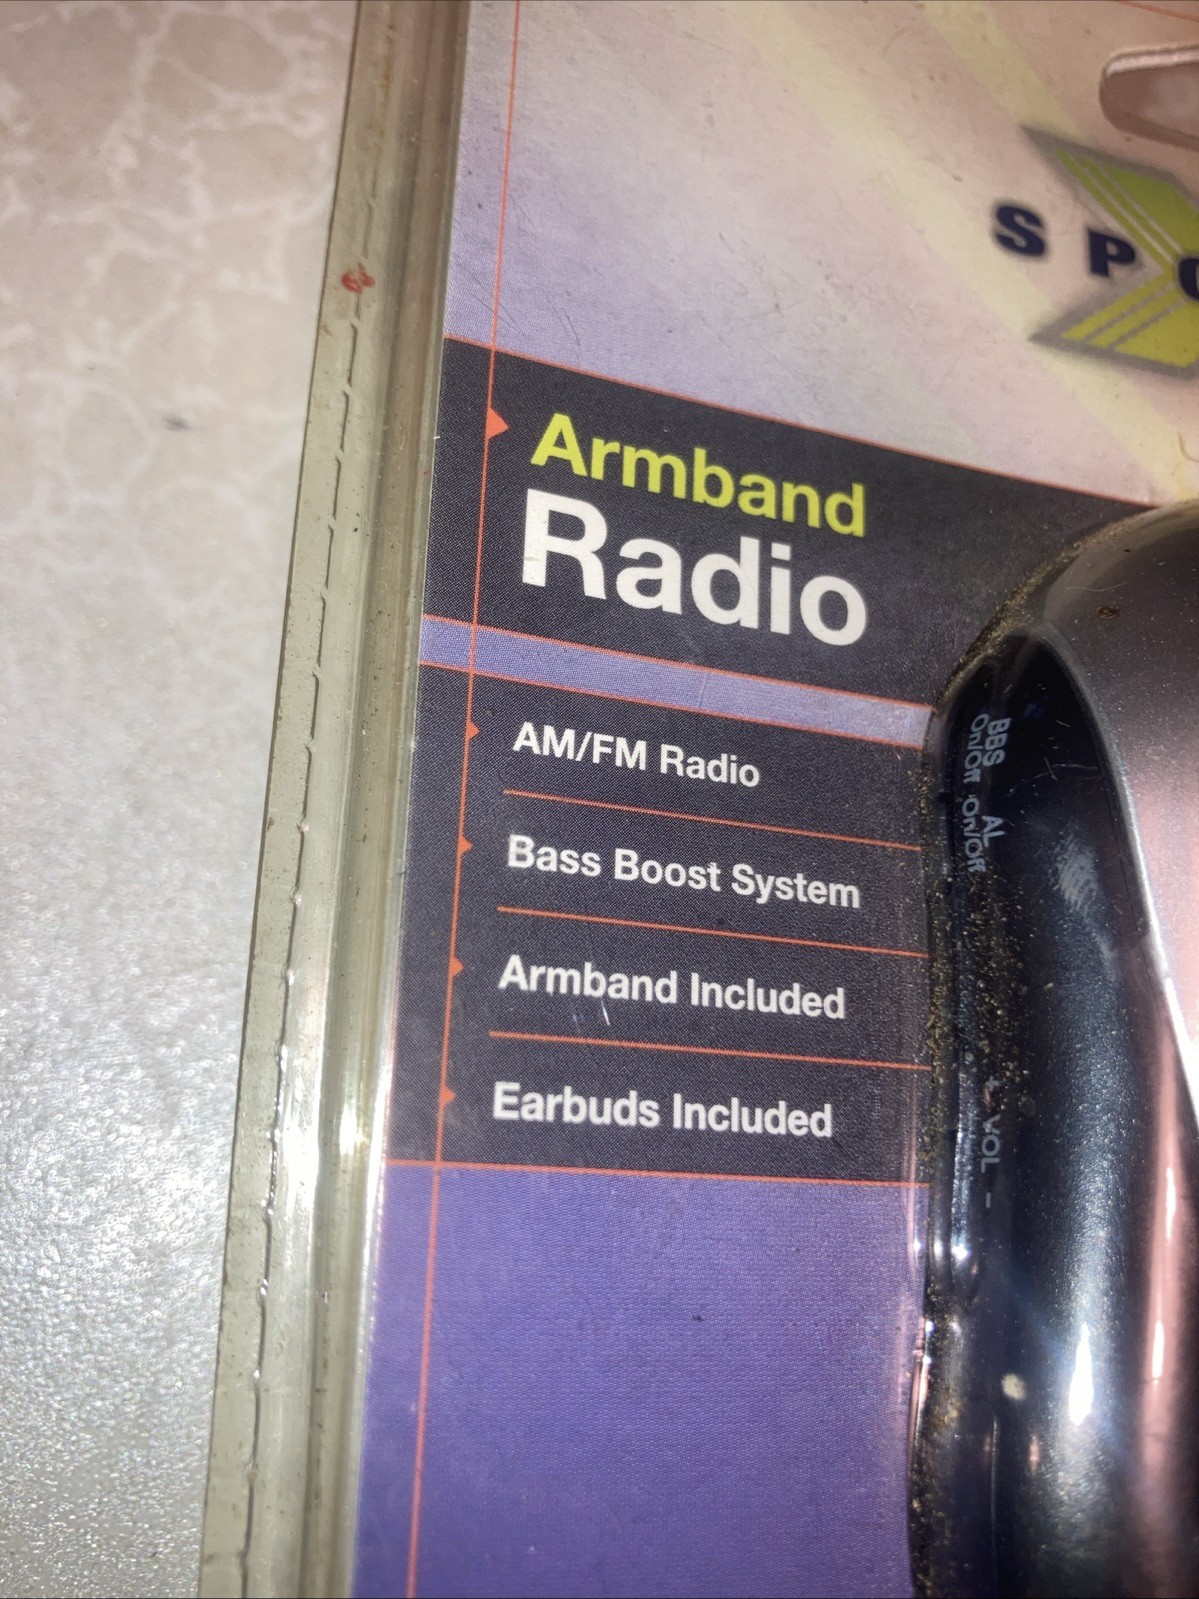 SPO
Armband
Radio
AM/FM Radio
Bass Boost System
Armband Included
Earbuds Included
BBS AL
On/Off On/Off
+ VOL -